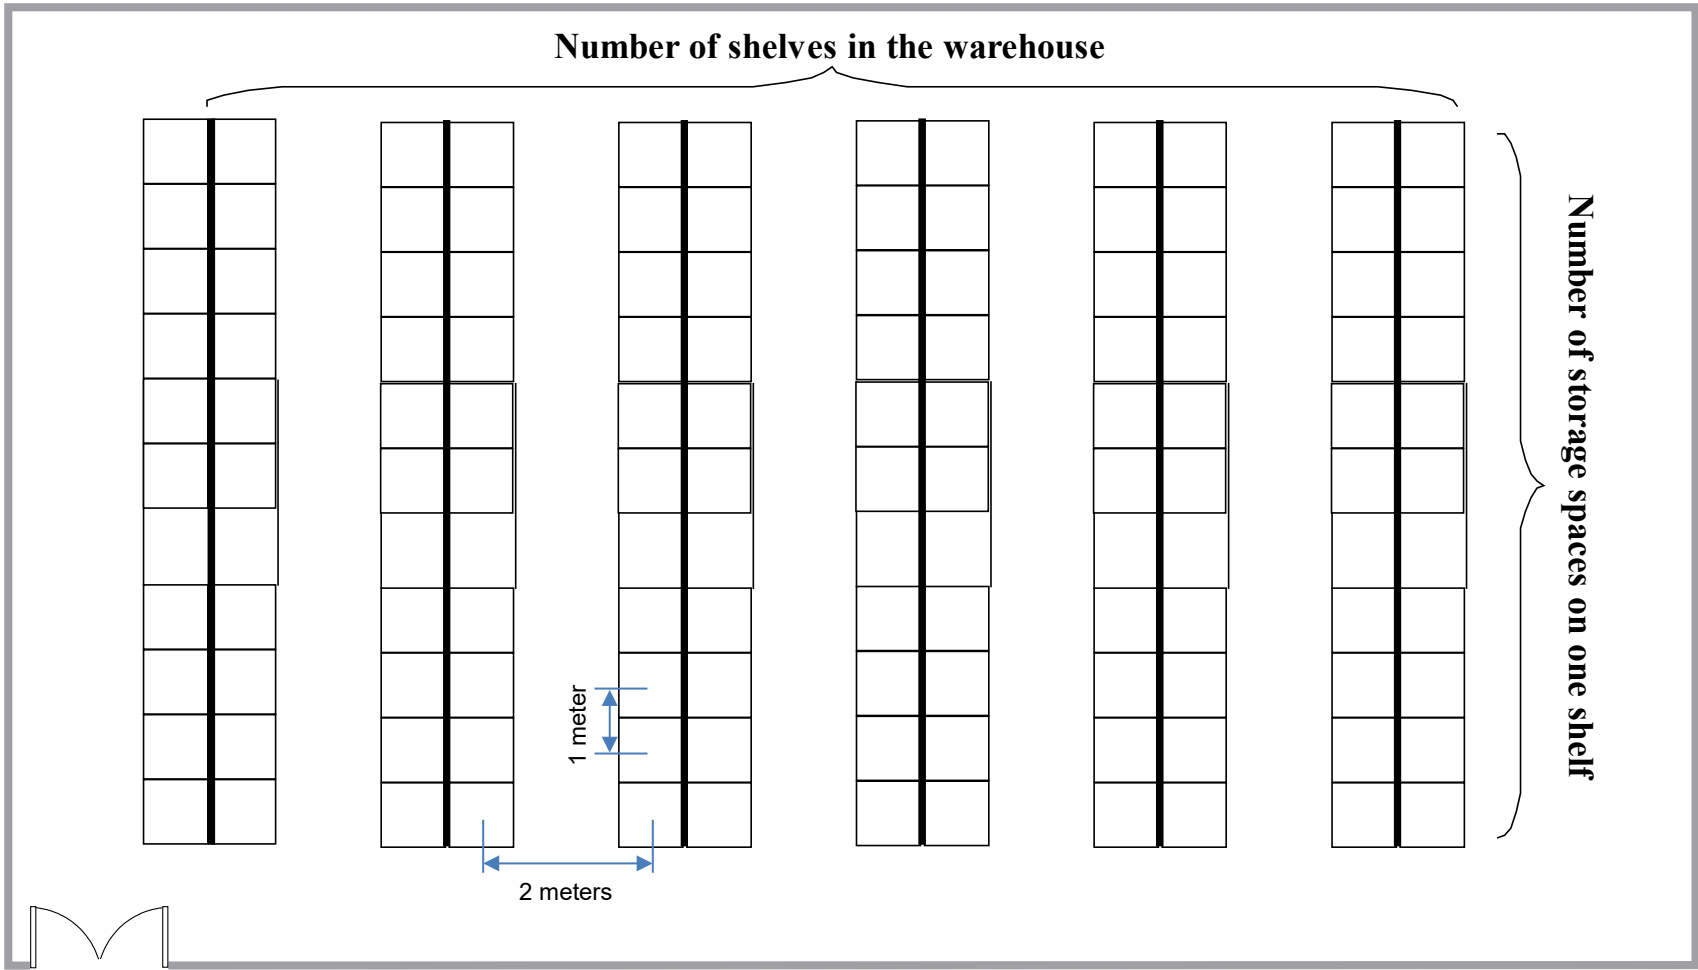 Number of shelves in the warehouse
Number of storage spaces on one shelf
1 meter
2 meters